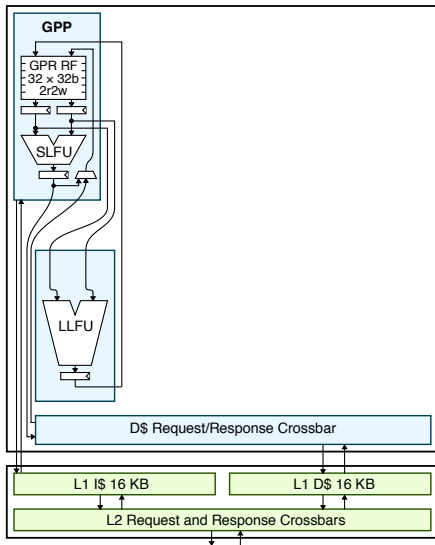 GPP
GPR RF
32 × 32b
2r2w
SLFU
LLFU
D$ Request/Response Crossbar
L1 I$ 16 KB
L1 D$ 16 KB
L2 Request and Response Crossbars